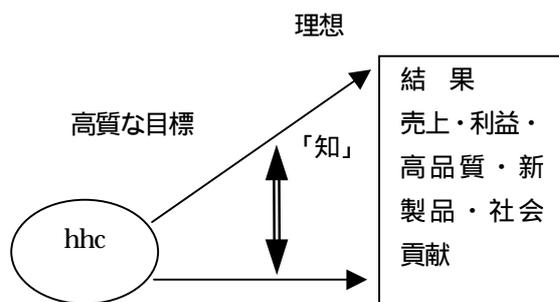 理想
高質な目標
「知」
hhc
結　果
売上・利益・
高品質・新
製品・社会
貢献